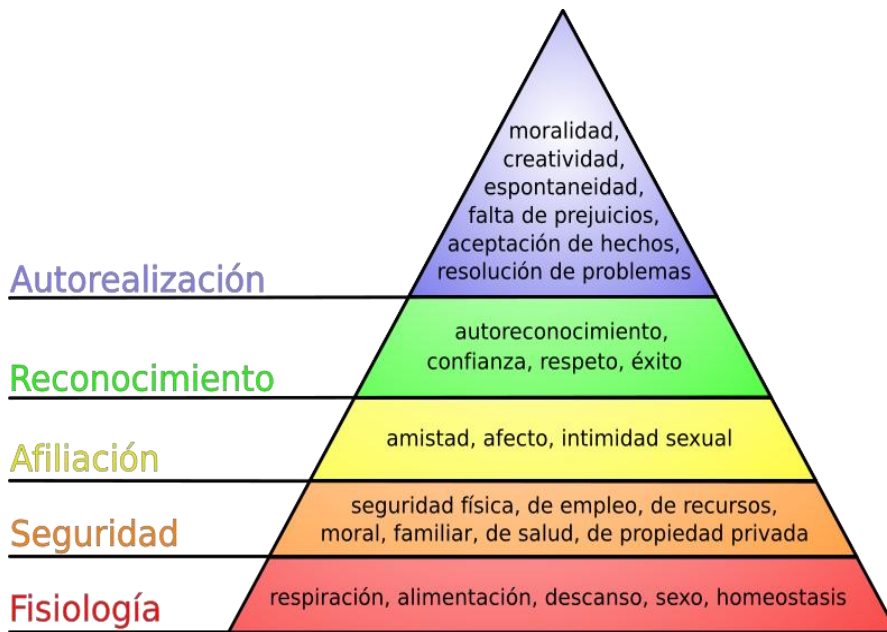 moralidad,
creatividad,
espontaneidad,
falta de prejuicios,
aceptación de hechos,
resolución de problemas
Autorealización
autoreconocimiento,
confianza, respeto, éxito
Reconocimiento
amistad, afecto, intimidad sexual
Afiliación
seguridad física, de empleo, de recursos,
moral, familiar, de salud, de propiedad privada
Seguridad
respiración, alimentación, descanso, sexo, homeostasis
Fisiología